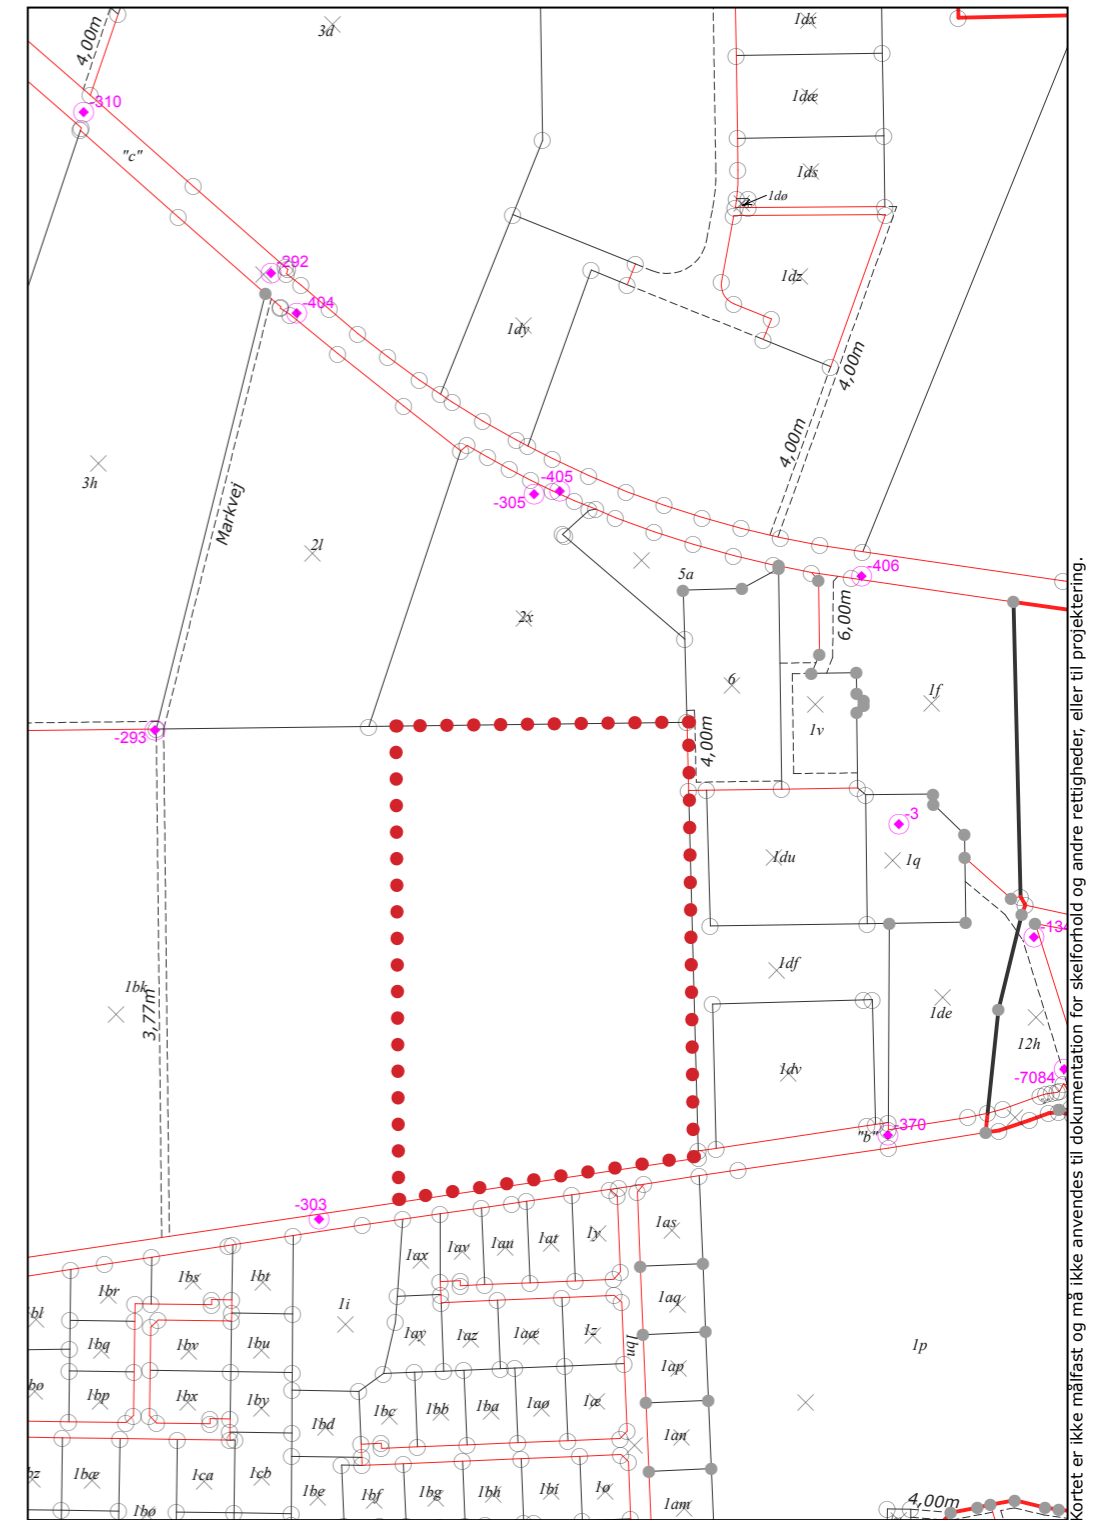 3d
1dx
4,00m
-310
1dæ
"c"
1ds
1dø
-292
1dz
-404
1dy
4,00m
4,00m
3h
-405
-305
Markvej
2l
5a
-406
6,00m
2x
6
1f
1v
-293
4,00m
-3
1du
1q
-134
1df
1bk
3,77m
1de
12h
1dv
-7084
-370
"b"
-303
1as
1y
1at
1au
1av
1ax
1bs
1bt
1br
1i
1aq
bl
1bu
1z
1aæ
1az
1ay
1bu
1bv
1bq
1p
1ap
bø
1bp
1bx
1by
1bd
1bc
1bb
1ba
1aø
1æ
1an
bz
1bæ
1ca
1cb
1be
1bf
1bg
1bh
1bi
1ø
1am
1bø
4,00m
Kortet er ikke målfast og må ikke anvendes til dokumentation for skelforhold og andre rettigheder, eller til projektering.